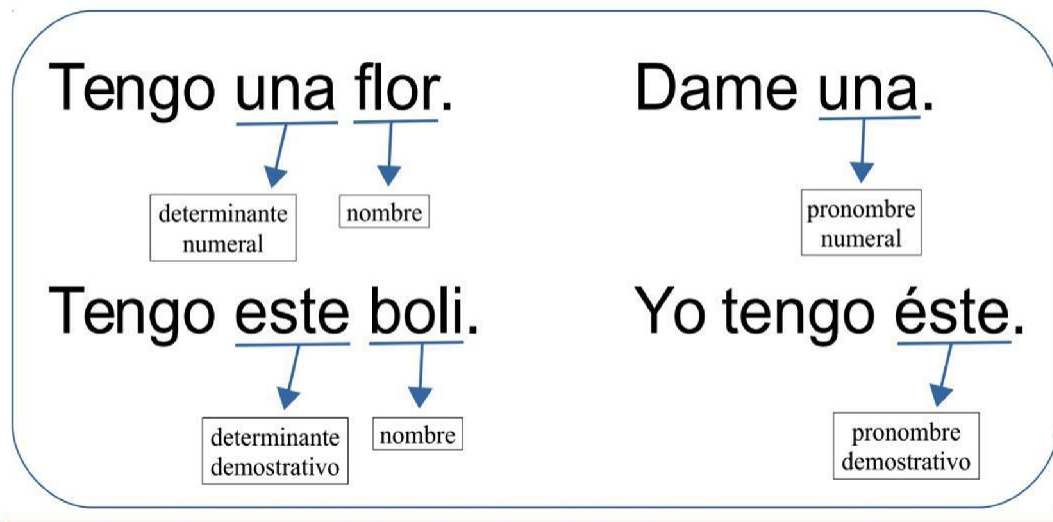 Tengo una flor.
Dame una.
determinante
numeral
nombre
pronombre
numeral
Tengo este boli.
Yo tengo éste.
determinante
demostrativo
nombre
pronombre
demostrativo